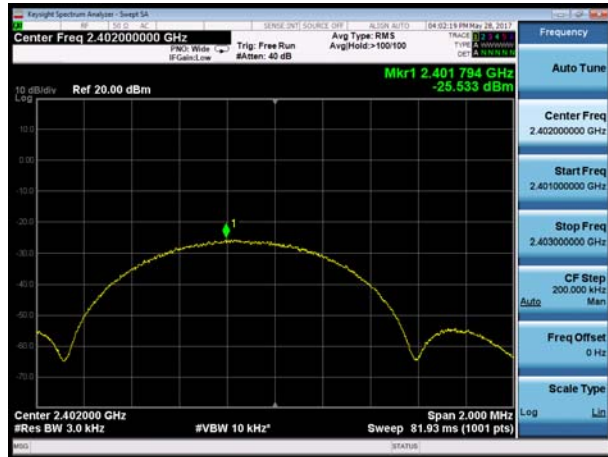 Keysight Spectrum Analyzer - Swept SA
RF 50 Ω AC SENSE:INT SOURCE OFF ALIGN AUTO 04:02:19 PM May 28, 2017
Center Freq 2.402000000 GHz
PNO: Wide
IFGain:Low
Trig: Free Run
#Atten: 40 dB
Avg Type: RMS
Avg|Hold:>100/100
TRACE 1 2 3 4 5 6
TYPE A WWWWW
DET A N N N N N
Mkr1 2.401 794 GHz
-25.533 dBm
10 dB/div Ref 20.00 dBm
Log
10.0
0.00
-10.0
-20.0
-30.0
-40.0
-50.0
-60.0
-70.0
1
Center 2.402000 GHz Span 2.000 MHz
#Res BW 3.0 kHz #VBW 10 kHz* Sweep 81.93 ms (1001 pts)
MSG STATUS
Frequency
Auto Tune
Center Freq
2.402000000 GHz
Start Freq
2.401000000 GHz
Stop Freq
2.403000000 GHz
CF Step
200.000 kHz
Auto Man
Freq Offset
0 Hz
Scale Type
Log Lin